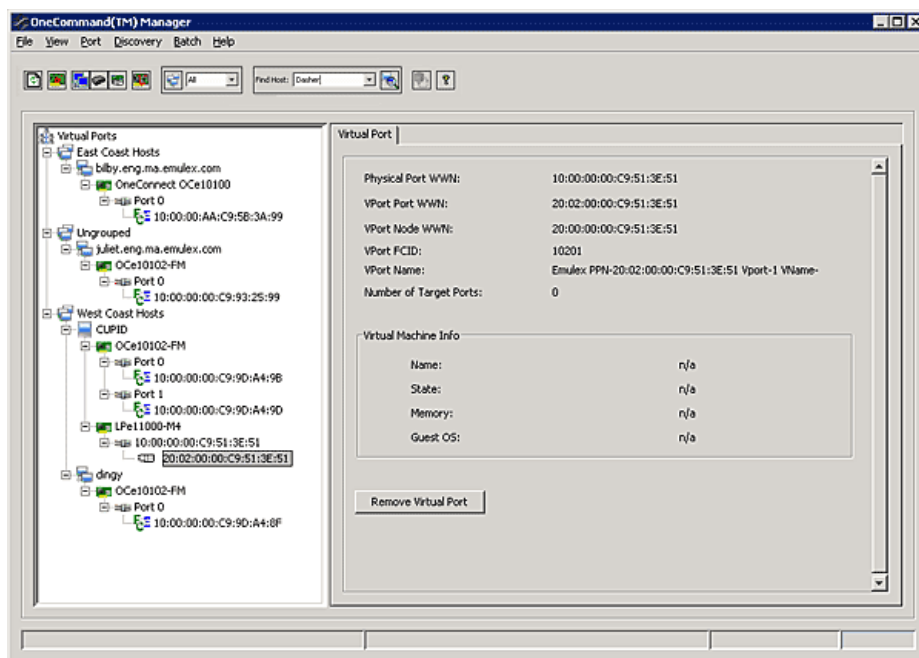 OneCommand(TM) Manager
File View Port Discovery Batch Help
All
Find Host: Dasher
Virtual Ports
East Coast Hosts
bilby.eng.ma.emulex.com
OneConnect OCe10100
Port 0
10:00:00:AA:C9:5B:3A:99
Ungrouped
juliet.eng.ma.emulex.com
OCe10102-FM
Port 0
10:00:00:00:C9:93:25:99
West Coast Hosts
CUPID
OCe10102-FM
Port 0
10:00:00:00:C9:9D:A4:9B
Port 1
10:00:00:00:C9:9D:A4:9D
LPe11000-M4
10:00:00:00:C9:51:3E:51
20:02:00:00:C9:51:3E:51
dingy
OCe10102-FM
Port 0
10:00:00:00:C9:9D:A4:8F
Virtual Port
Physical Port WWN: 10:00:00:00:C9:51:3E:51
VPort Port WWN: 20:02:00:00:C9:51:3E:51
VPort Node WWN: 20:00:00:00:C9:51:3E:51
VPort FCID: 10201
VPort Name: Emulex PPN-20:02:00:00:C9:51:3E:51 Vport-1 VName-
Number of Target Ports: 0
Virtual Machine Info
Name: n/a
State: n/a
Memory: n/a
Guest OS: n/a
Remove Virtual Port